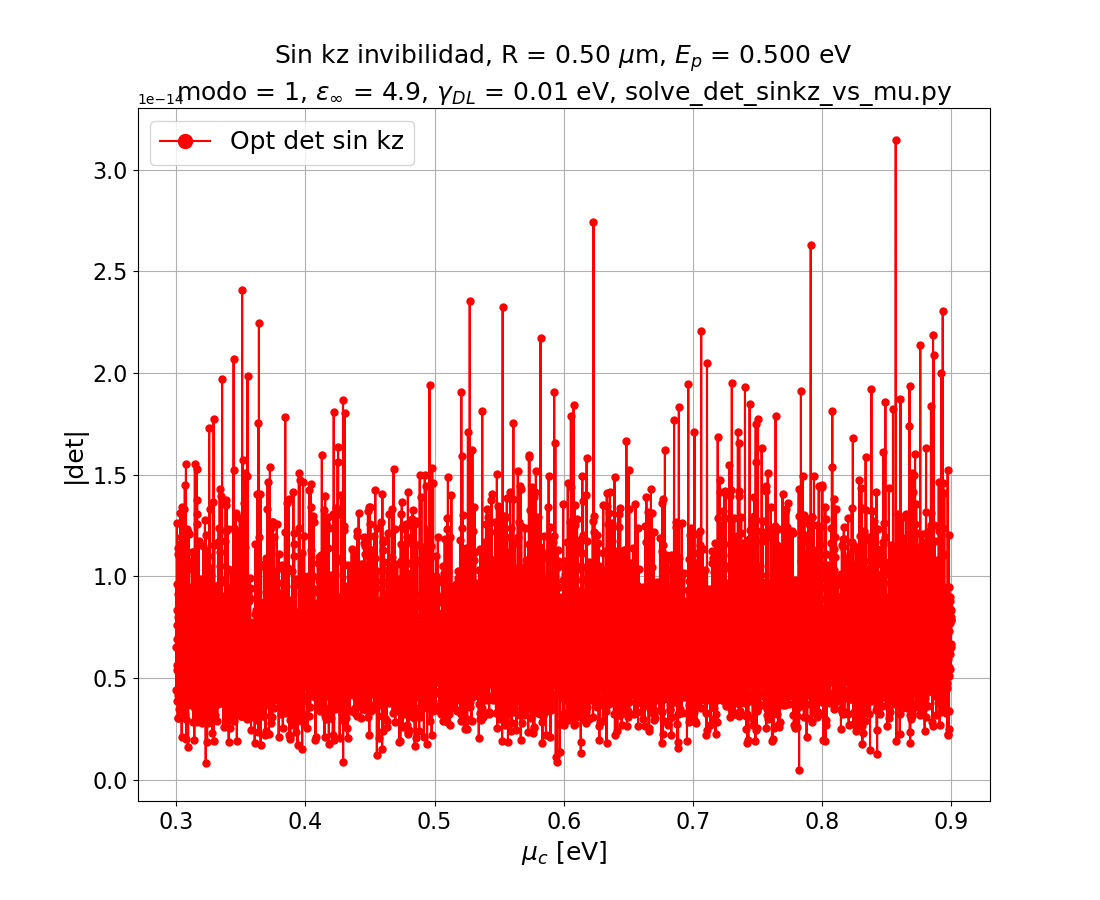 Sin kz invibilidad, R = 0.50 μm, E_p = 0.500 eV
modo = 1, ε_∞ = 4.9, γ_DL = 0.01 eV, solve_det_sinkz_vs_mu.py
1e−14
Opt det sin kz
3.0
2.5
2.0
1.5
1.0
0.5
0.0
|det|
0.3 0.4 0.5 0.6 0.7 0.8 0.9
μ_c [eV]